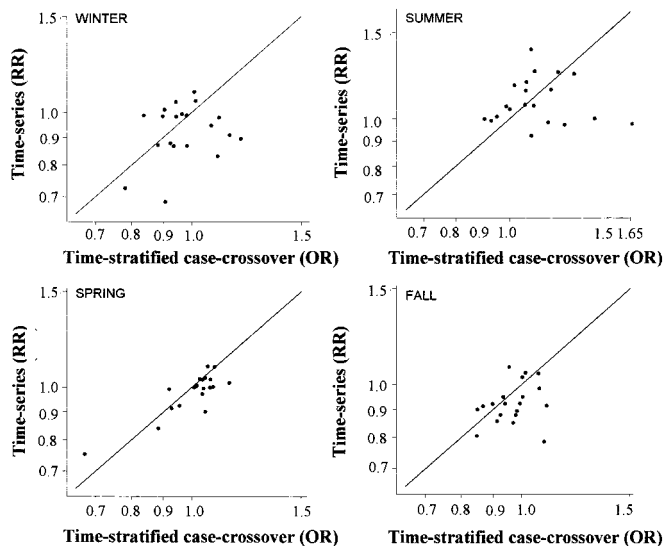 WINTER
Time-series (RR)
1.5
1.0
0.9
0.8
0.7
0.7 0.8 0.9 1.0 1.5
Time-stratified case-crossover (OR)
SUMMER
Time-series (RR)
1.5
1.0
0.9
0.8
0.7
0.7 0.8 0.9 1.0 1.5 1.65
Time-stratified case-crossover (OR)
SPRING
Time-series (RR)
1.5
1.0
0.9
0.8
0.7
0.7 0.8 0.9 1.0 1.5
Time-stratified case-crossover (OR)
FALL
Time-series (RR)
1.5
1.0
0.9
0.8
0.7
0.7 0.8 0.9 1.0 1.5
Time-stratified case-crossover (OR)